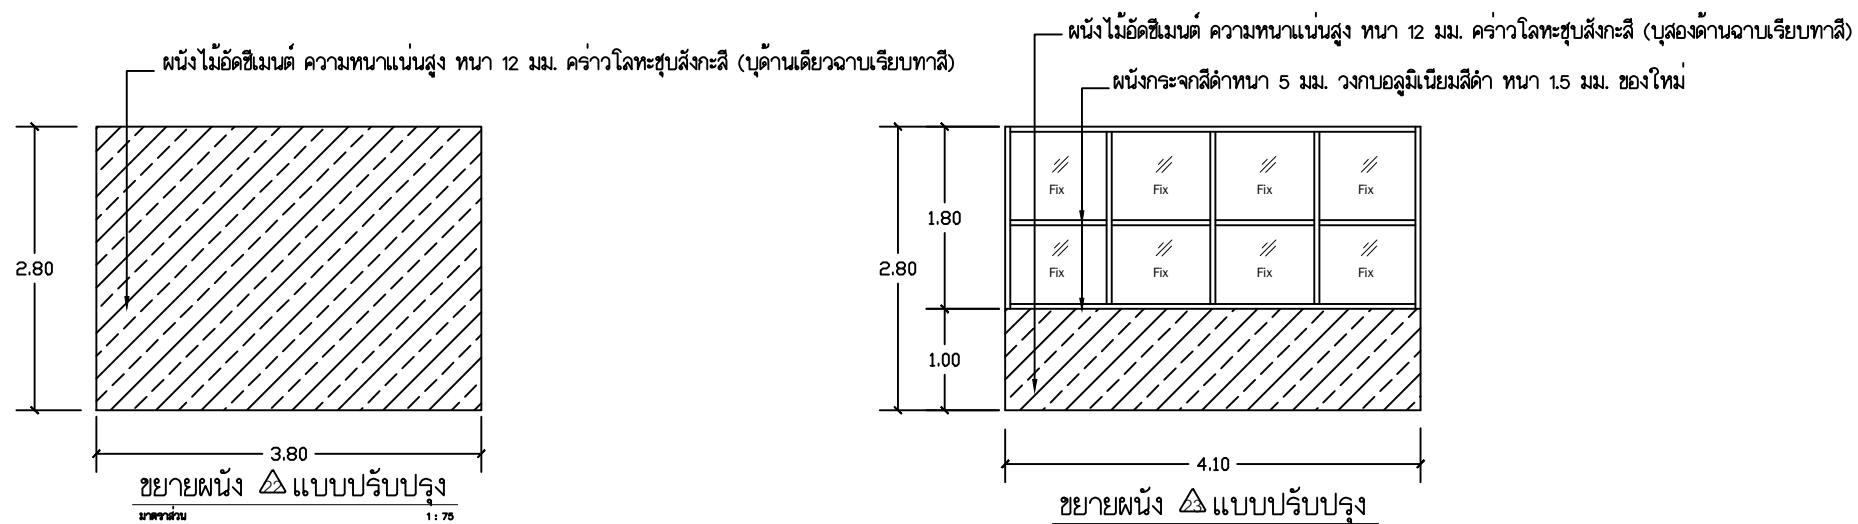 ผนังไม้อัดซีเมนต์ ความหนาแน่นสูง หนา 12 มม. คร่าวโลหะชุบสังกะสี (บุด้านเดียวฉาบเรียบทาสี)
2.80
3.80
ขยายผนัง 22 แบบปรับปรุง
มาตราส่วน 1 : 75
ผนังไม้อัดซีเมนต์ ความหนาแน่นสูง หนา 12 มม. คร่าวโลหะชุบสังกะสี (บุสองด้านฉาบเรียบทาสี)
ผนังกระจกสีดำหนา 5 มม. วงกบอลูมิเนียมสีดำ หนา 1.5 มม. ของใหม่
Fix Fix Fix Fix
1.80
2.80
Fix Fix Fix Fix
1.00
4.10
ขยายผนัง 23 แบบปรับปรุง